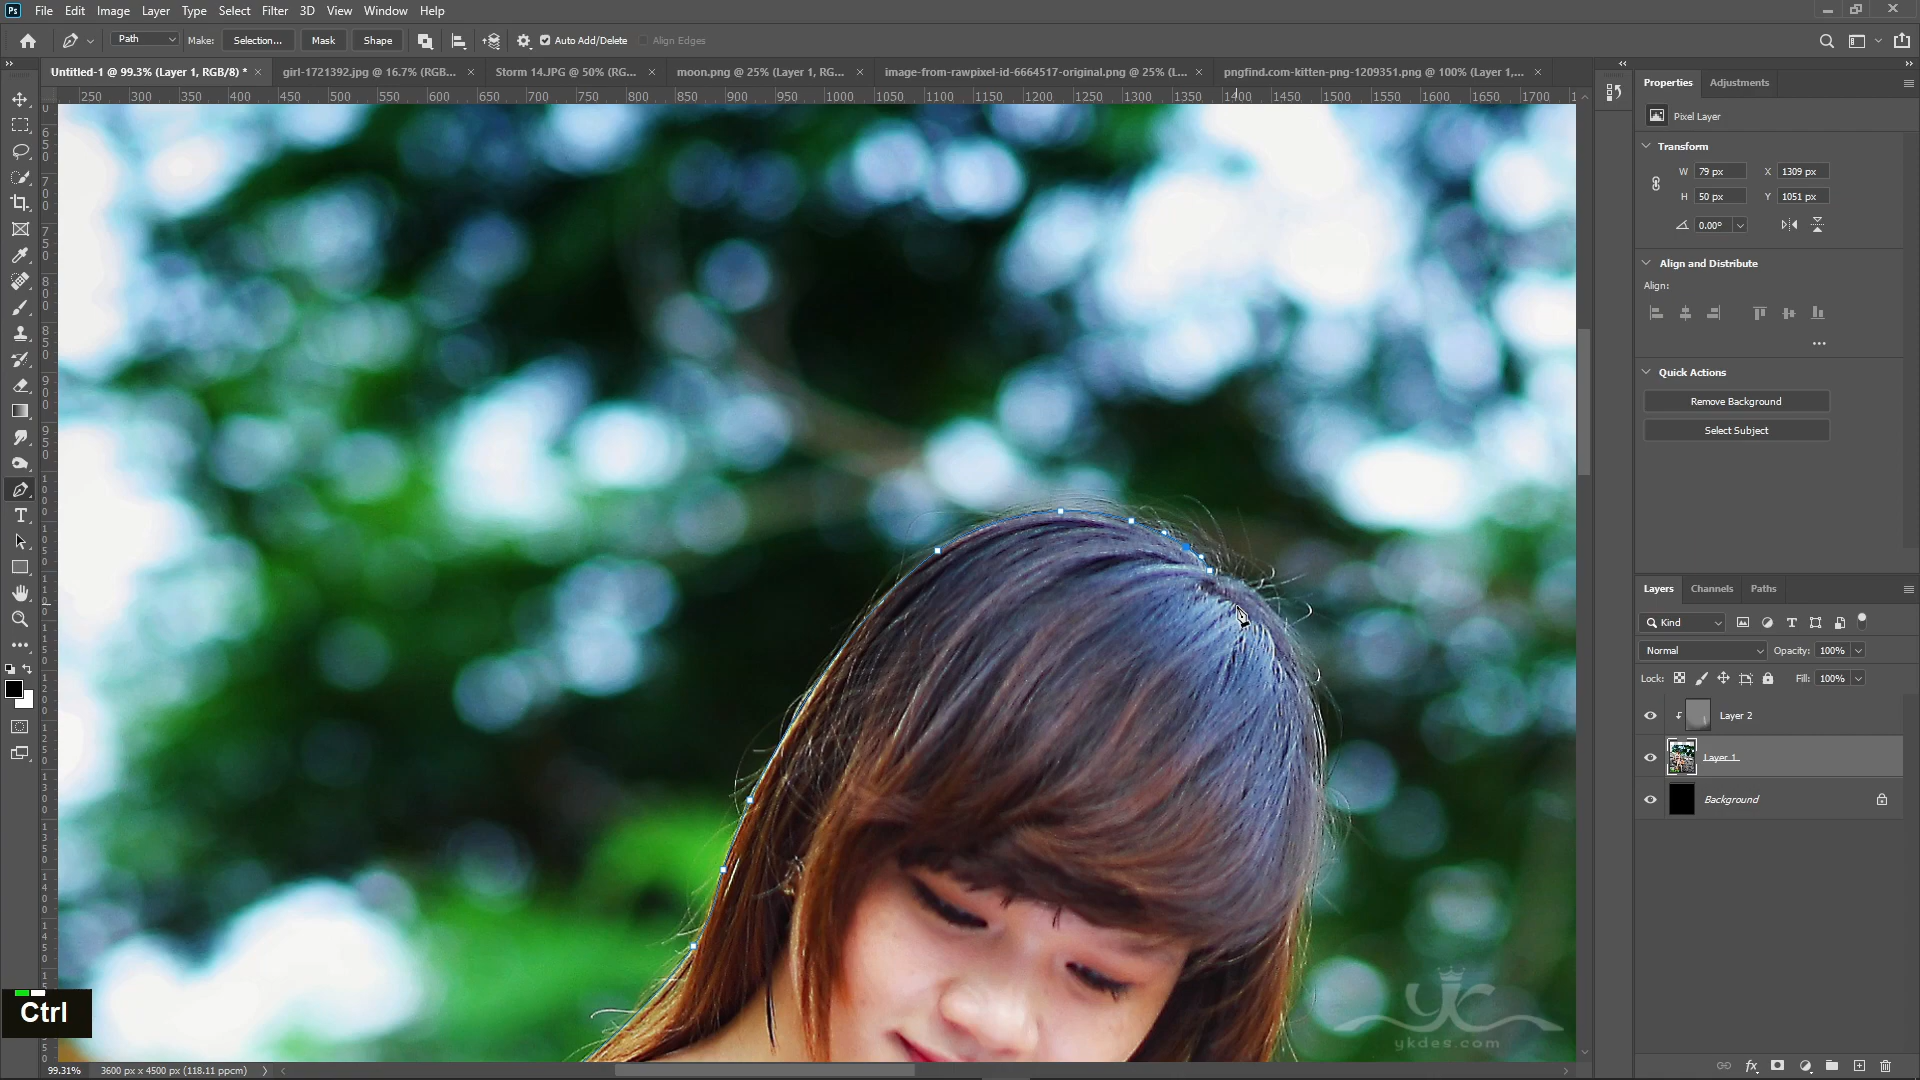 Ps File Edit Image Layer Type Select Filter 3D View Window Help
Path Make: Selection... Mask Shape Auto Add/Delete Align Edges
Untitled-1 @ 99.3% (Layer 1, RGB/8) * girl-1721392.jpg @ 16.7% (RGB... Storm 14.JPG @ 50% (RG... moon.png @ 25% (Layer 1, RG... image-from-rawpixel-id-6664517-original.png @ 25% (L... pngfind.com-kitten-png-1209351.png @ 100% (Layer 1,...
250 300 350 400 450 500 550 600 650 700 750 800 850 900 950 1000 1050 1100 1150 1200 1250 1300 1350 1400 1450 1500 1550 1600 1650 1700
Properties Adjustments
Pixel Layer
Transform
W 79 px X 1309 px
H 50 px Y 1051 px
0.00°
Align and Distribute
Align:
Quick Actions
Remove Background
Select Subject
Layers Channels Paths
Kind
Normal Opacity: 100%
Lock: Fill: 100%
Layer 2
Layer 1
Background
Ctrl
yk
ykdes.com
99.31% 3600 px x 4500 px (118.11 ppcm)